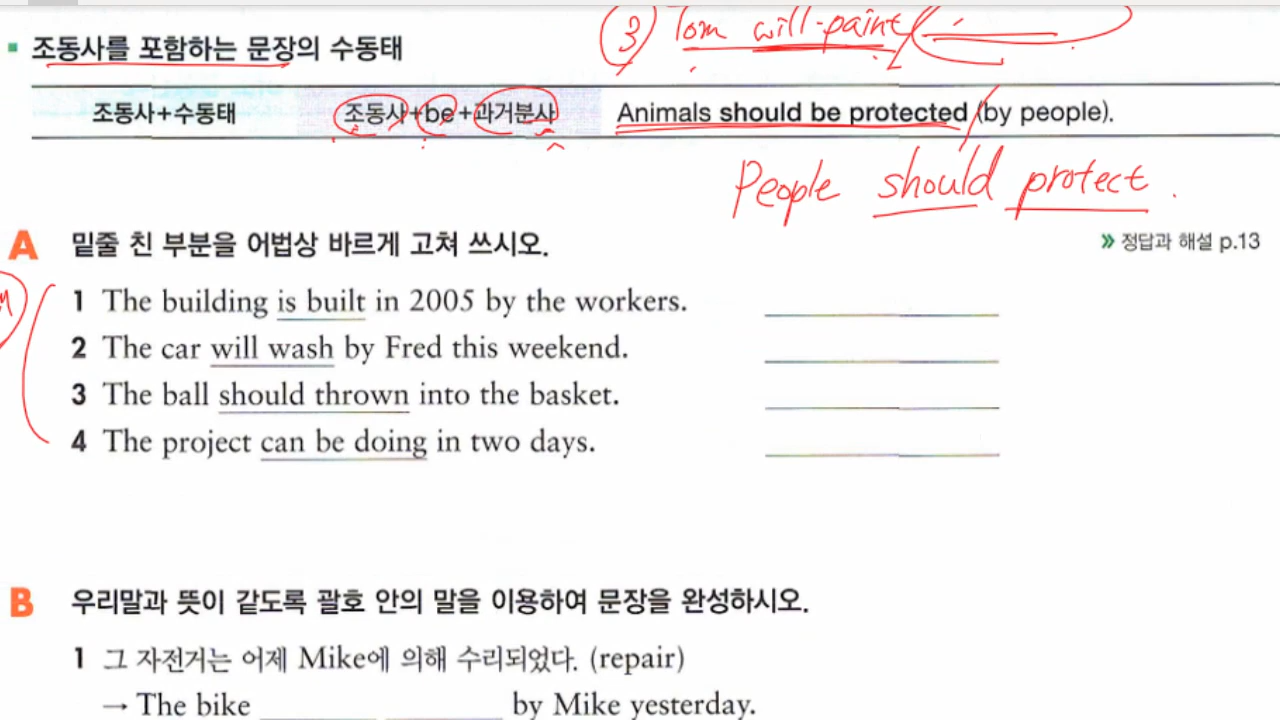 ③ Tom will paint
▪ 조동사를 포함하는 문장의 수동태
조동사+수동태 조동사+be+과거분사 Animals should be protected (by people).
People should protect .
A 밑줄 친 부분을 어법상 바르게 고쳐 쓰시오.
» 정답과 해설 p.13
1 The building is built in 2005 by the workers.
2 The car will wash by Fred this weekend.
3 The ball should thrown into the basket.
4 The project can be doing in two days.
B 우리말과 뜻이 같도록 괄호 안의 말을 이용하여 문장을 완성하시오.
1 그 자전거는 어제 Mike에 의해 수리되었다. (repair)
→ The bike ________ ________ by Mike yesterday.